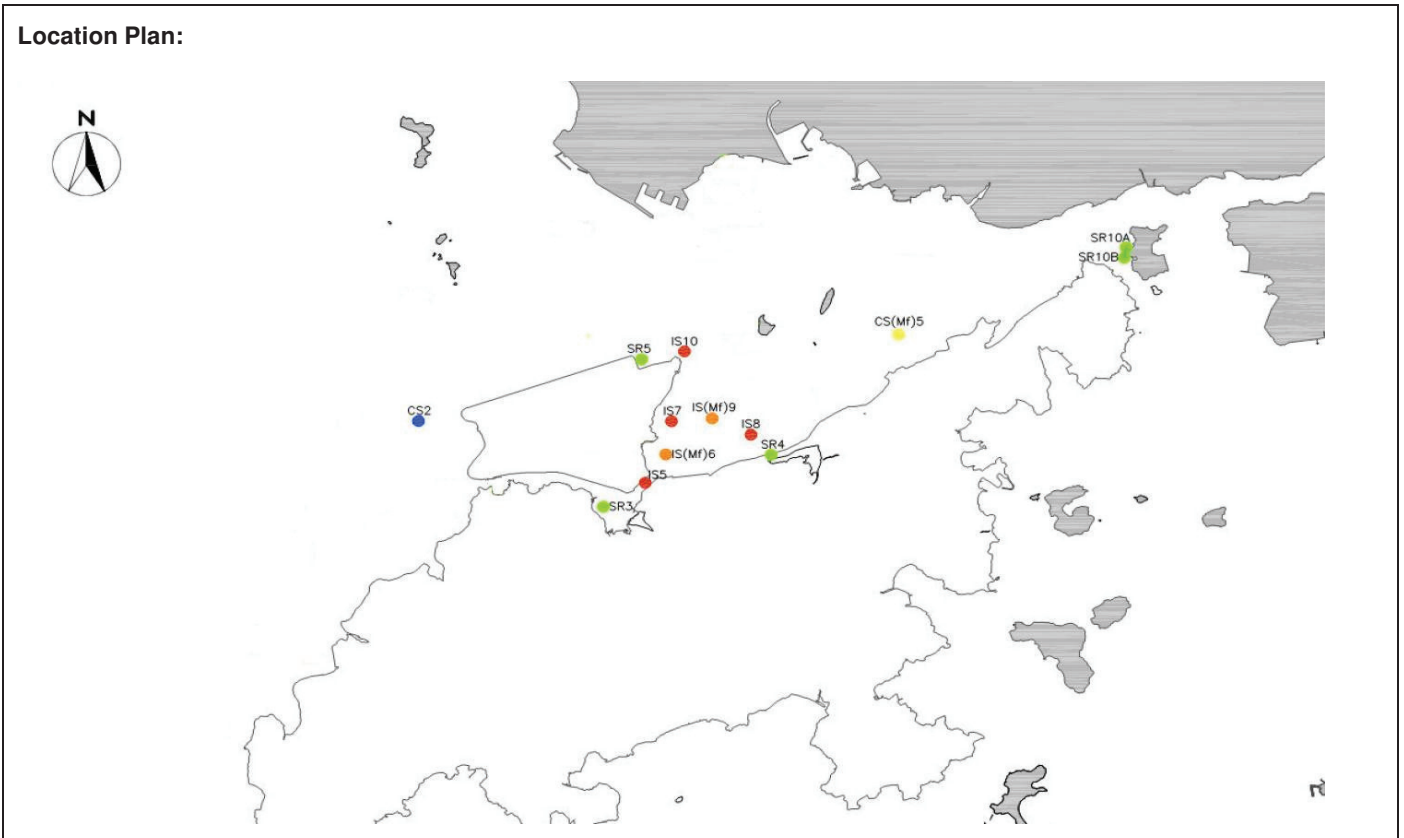 Location Plan:
N
SR10A
SR10B
CS(Mf)5
IS10
SR5
CS2
IS7
IS(Mf)9
IS8
SR4
IS(Mf)6
IS5
SR3